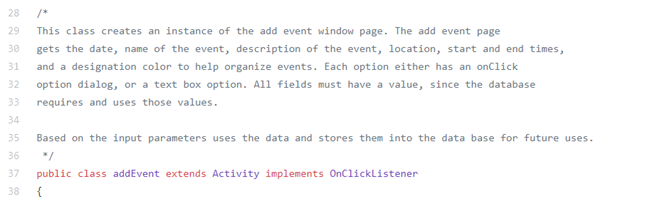 28 /*
29 This class creates an instance of the add event window page. The add event page
30 gets the date, name of the event, description of the event, location, start and end times,
31 and a designation color to help organize events. Each option either has an onClick
32 option dialog, or a text box option. All fields must have a value, since the database
33 requires and uses those values.
34
35 Based on the input parameters uses the data and stores them into the data base for future uses.
36 */
37 public class addEvent extends Activity implements OnClickListener
38 {